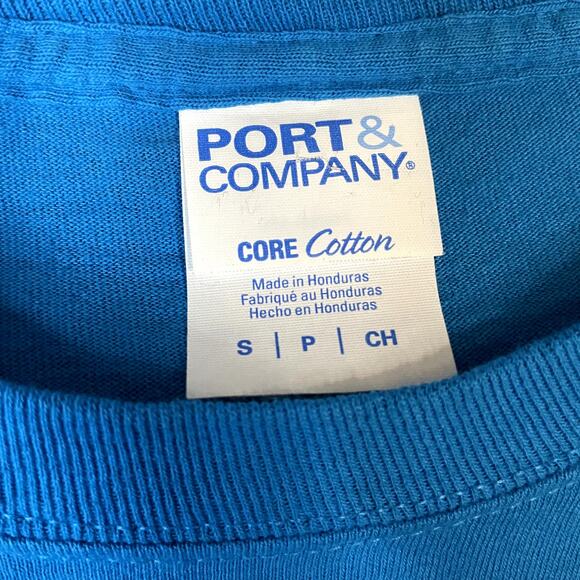 PORT &
COMPANY®
CORE Cotton
Made in Honduras
Fabriqué au Honduras
Hecho en Honduras
S | P | CH